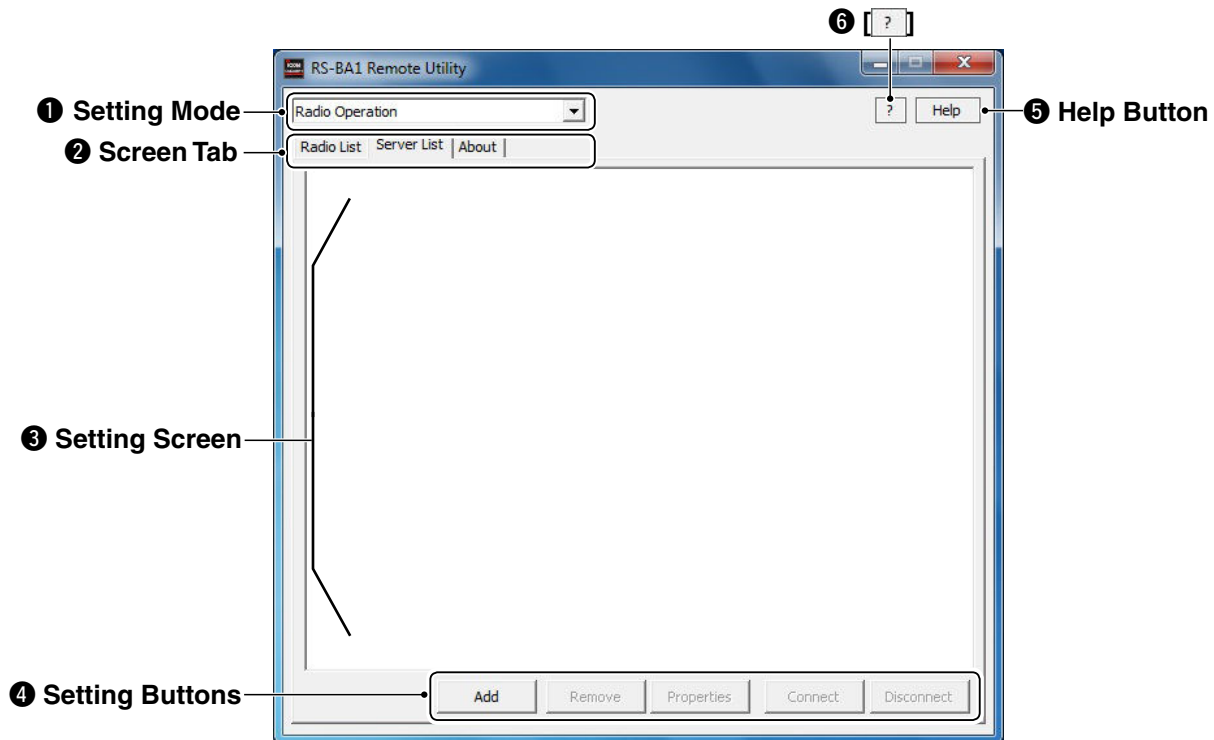 ❻ [ ? ]
RS-BA1 Remote Utility
❶ Setting Mode
Radio Operation
?
Help
❺ Help Button
❷ Screen Tab
Radio List
Server List
About
❸ Setting Screen
❹ Setting Buttons
Add
Remove
Properties
Connect
Disconnect